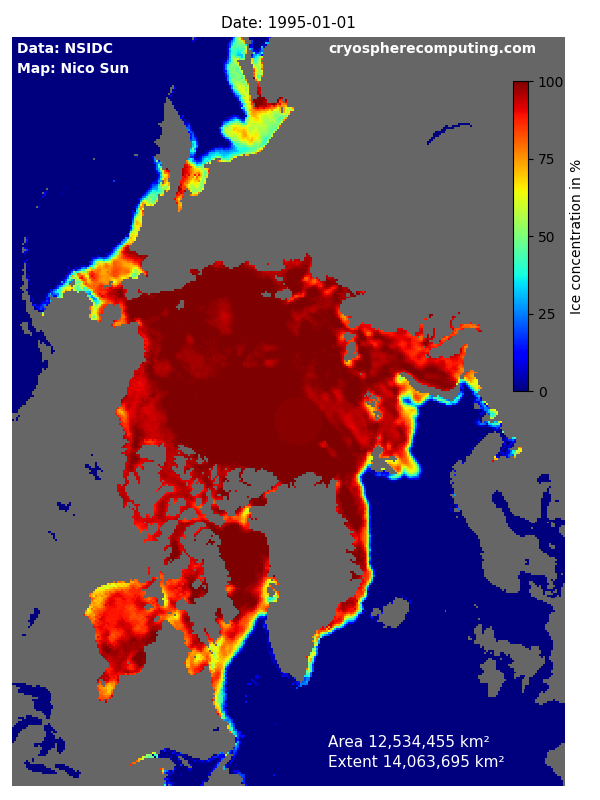 Date: 1995-01-01
Data: NSIDC
Map: Nico Sun
cryospherecomputing.com
100
75
50
25
0
Ice concentration in %
Area 12,534,455 km²
Extent 14,063,695 km²